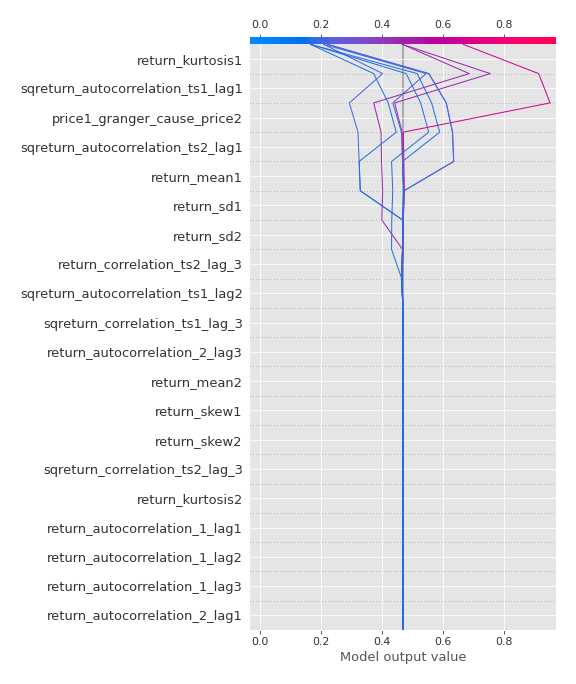 0.0 0.2 0.4 0.6 0.8
return_kurtosis1
sqreturn_autocorrelation_ts1_lag1
price1_granger_cause_price2
sqreturn_autocorrelation_ts2_lag1
return_mean1
return_sd1
return_sd2
return_correlation_ts2_lag_3
sqreturn_autocorrelation_ts1_lag2
sqreturn_correlation_ts1_lag_3
return_autocorrelation_2_lag3
return_mean2
return_skew1
return_skew2
sqreturn_correlation_ts2_lag_3
return_kurtosis2
return_autocorrelation_1_lag1
return_autocorrelation_1_lag2
return_autocorrelation_1_lag3
return_autocorrelation_2_lag1
0.0 0.2 0.4 0.6 0.8
Model output value